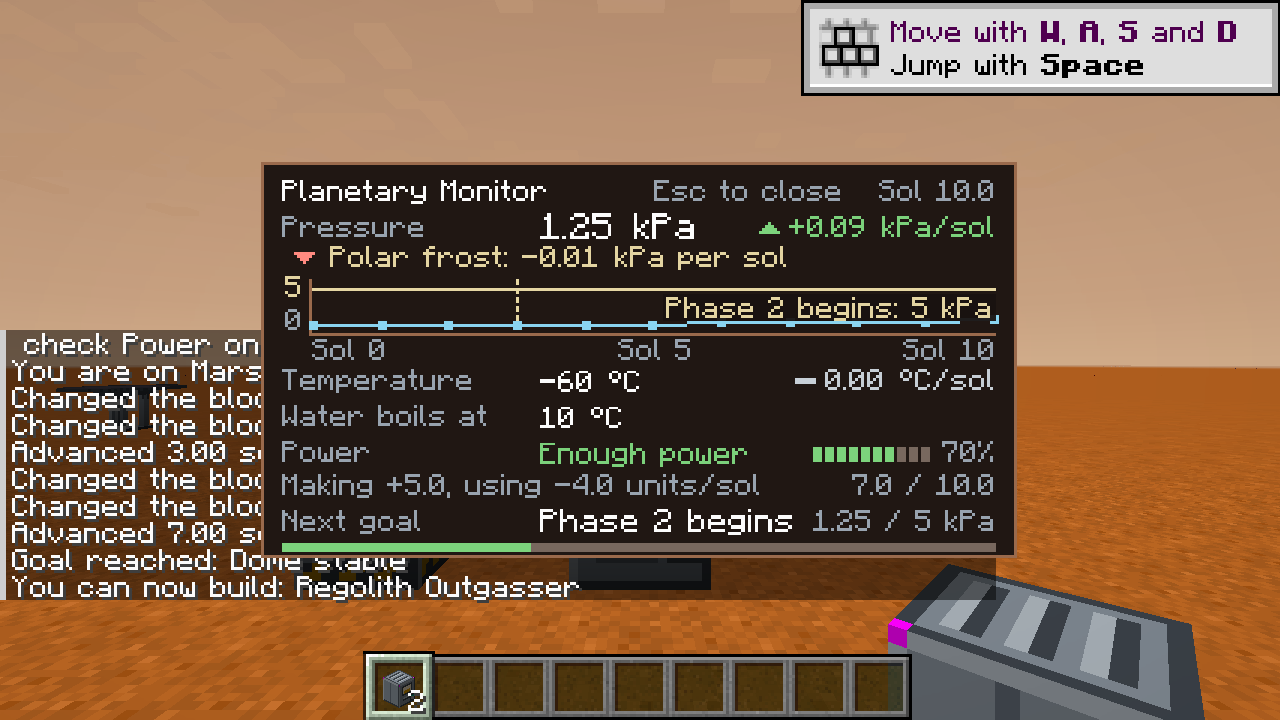 Move with W, A, S and D
Jump with Space
Planetary Monitor Esc to close Sol 10.0
Pressure 1.25 kPa +0.09 kPa/sol
Polar frost: -0.01 kPa per sol
5
Phase 2 begins: 5 kPa
0
Sol 0 Sol 5 Sol 10
Temperature -60 ºC 0.00 ºC/sol
Water boils at 10 ºC
Power Enough power 70%
Making +5.0, using -4.0 units/sol 7.0 / 10.0
Next goal Phase 2 begins 1.25 / 5 kPa
check Power on
You are on Mars
Changed the bloc
Changed the bloc
Advanced 3.00 s
Changed the bloc
Changed the bloc
Advanced 7.00 s
Goal reached: Dome stable
You can now build: Regolith Outgasser
2